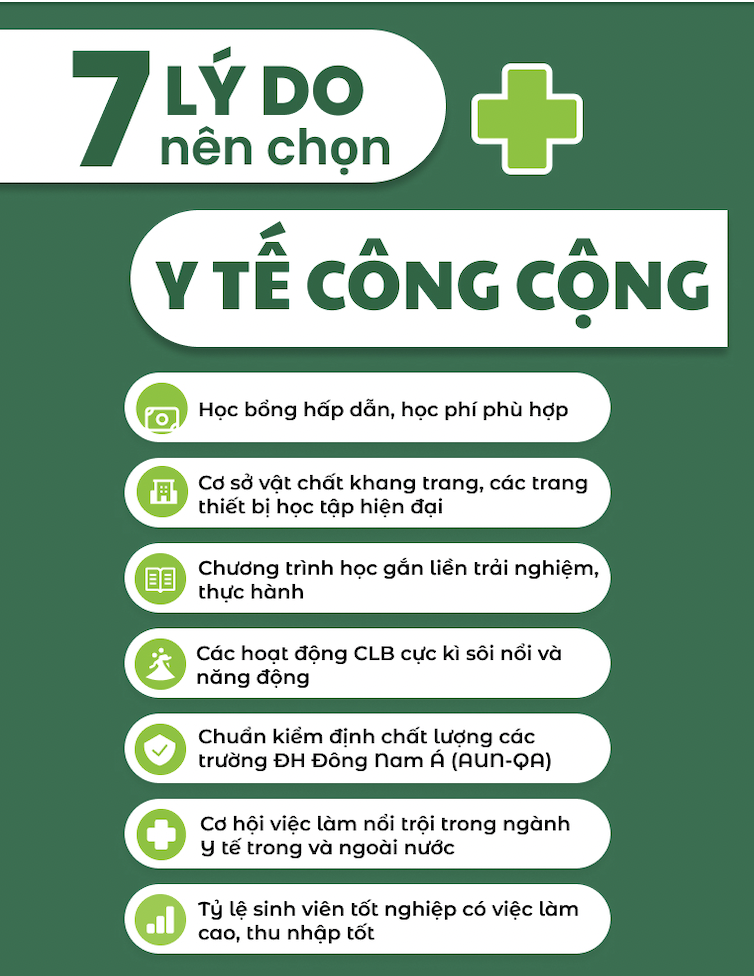 7 LÝ DO
nên chọn
Y TẾ CÔNG CỘNG
Học bổng hấp dẫn, học phí phù hợp
Cơ sở vật chất khang trang, các trang
thiết bị học tập hiện đại
Chương trình học gắn liền trải nghiệm,
thực hành
Các hoạt động CLB cực kì sôi nổi và
năng động
Chuẩn kiểm định chất lượng các
trường ĐH Đông Nam Á (AUN-QA)
Cơ hội việc làm nổi trội trong ngành
Y tế trong và ngoài nước
Tỷ lệ sinh viên tốt nghiệp có việc làm
cao, thu nhập tốt